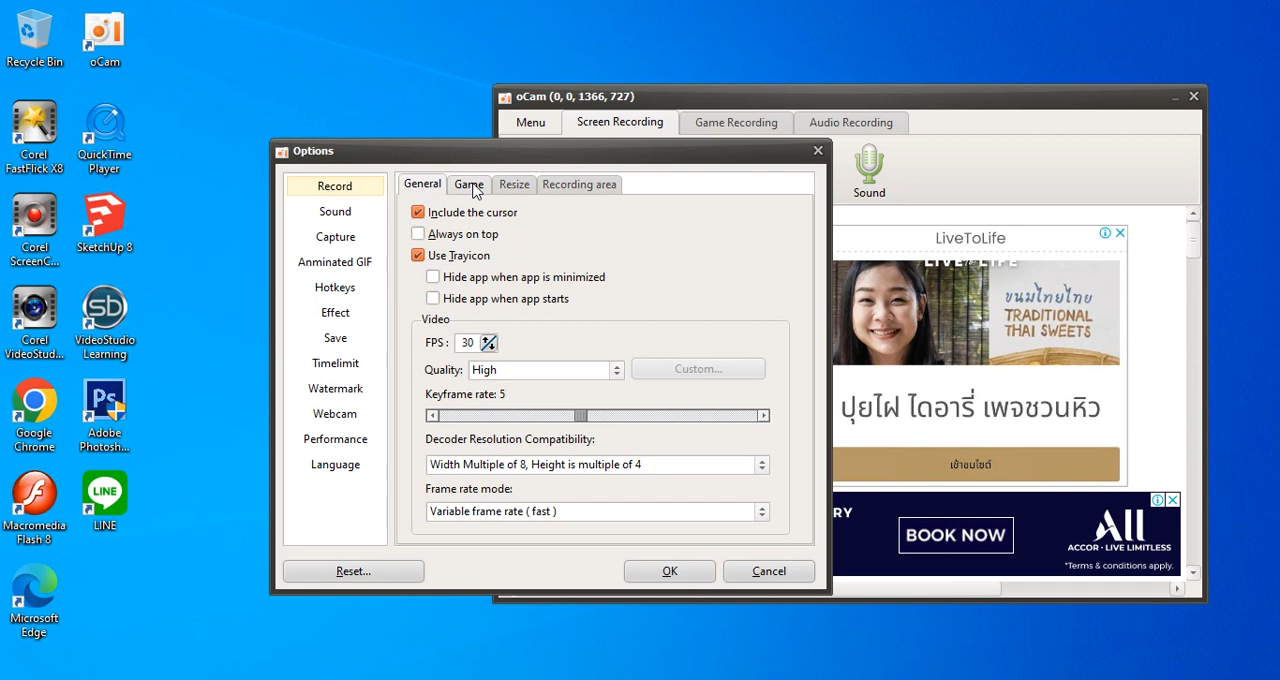 Recycle Bin
oCam
Corel
FastFlick X8
QuickTime
Player
Corel
ScreenC...
SketchUp 8
Corel
VideoStud...
VideoStudio
Learning
Google
Chrome
Adobe
Photosh...
Macromedia
Flash 8
LINE
LINE
Microsoft
Edge
oCam (0, 0, 1366, 727)
Menu
Screen Recording
Game Recording
Audio Recording
Sound
Options
Record
Sound
Capture
Anminated GIF
Hotkeys
Effect
Save
Timelimit
Watermark
Webcam
Performance
Language
General
Game
Resize
Recording area
Include the cursor
Always on top
Use Trayicon
Hide app when app is minimized
Hide app when app starts
Video
FPS : 30
Quality: High
Custom...
Keyframe rate: 5
Decoder Resolution Compatibility:
Width Multiple of 8, Height is multiple of 4
Frame rate mode:
Variable frame rate ( fast )
Reset...
OK
Cancel
LiveToLife
ขนมไทยไทย
TRADITIONAL
THAI SWEETS
ปุยไฝ ไดอารี่ เพจชวนหิว
เข้าชมไซต์
BOOK NOW
ALL
ACCOR · LIVE LIMITLESS
*Terms & conditions apply.